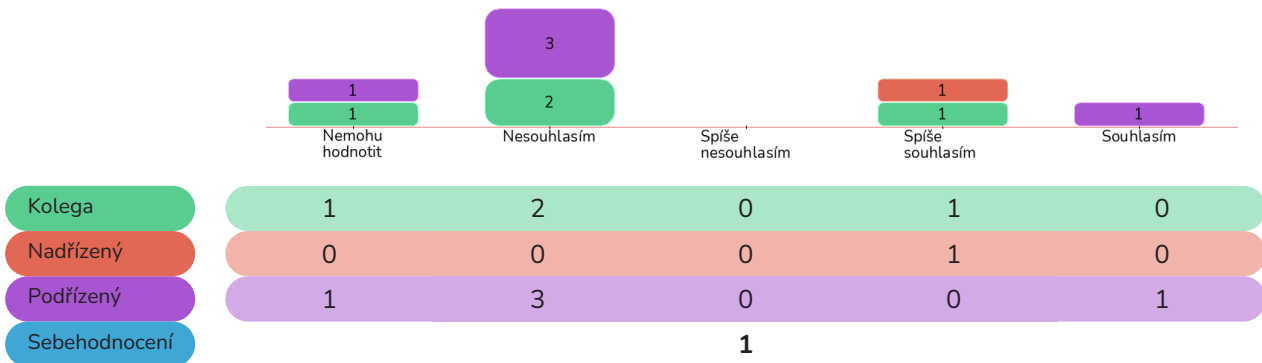 3
1
1
2
1
1
1
Nemohu
hodnotit
Nesouhlasím
Spíše
nesouhlasím
Spíše
souhlasím
Souhlasím
Kolega 1 2 0 1 0
Nadřízený 0 0 0 1 0
Podřízený 1 3 0 0 1
Sebehodnocení 1